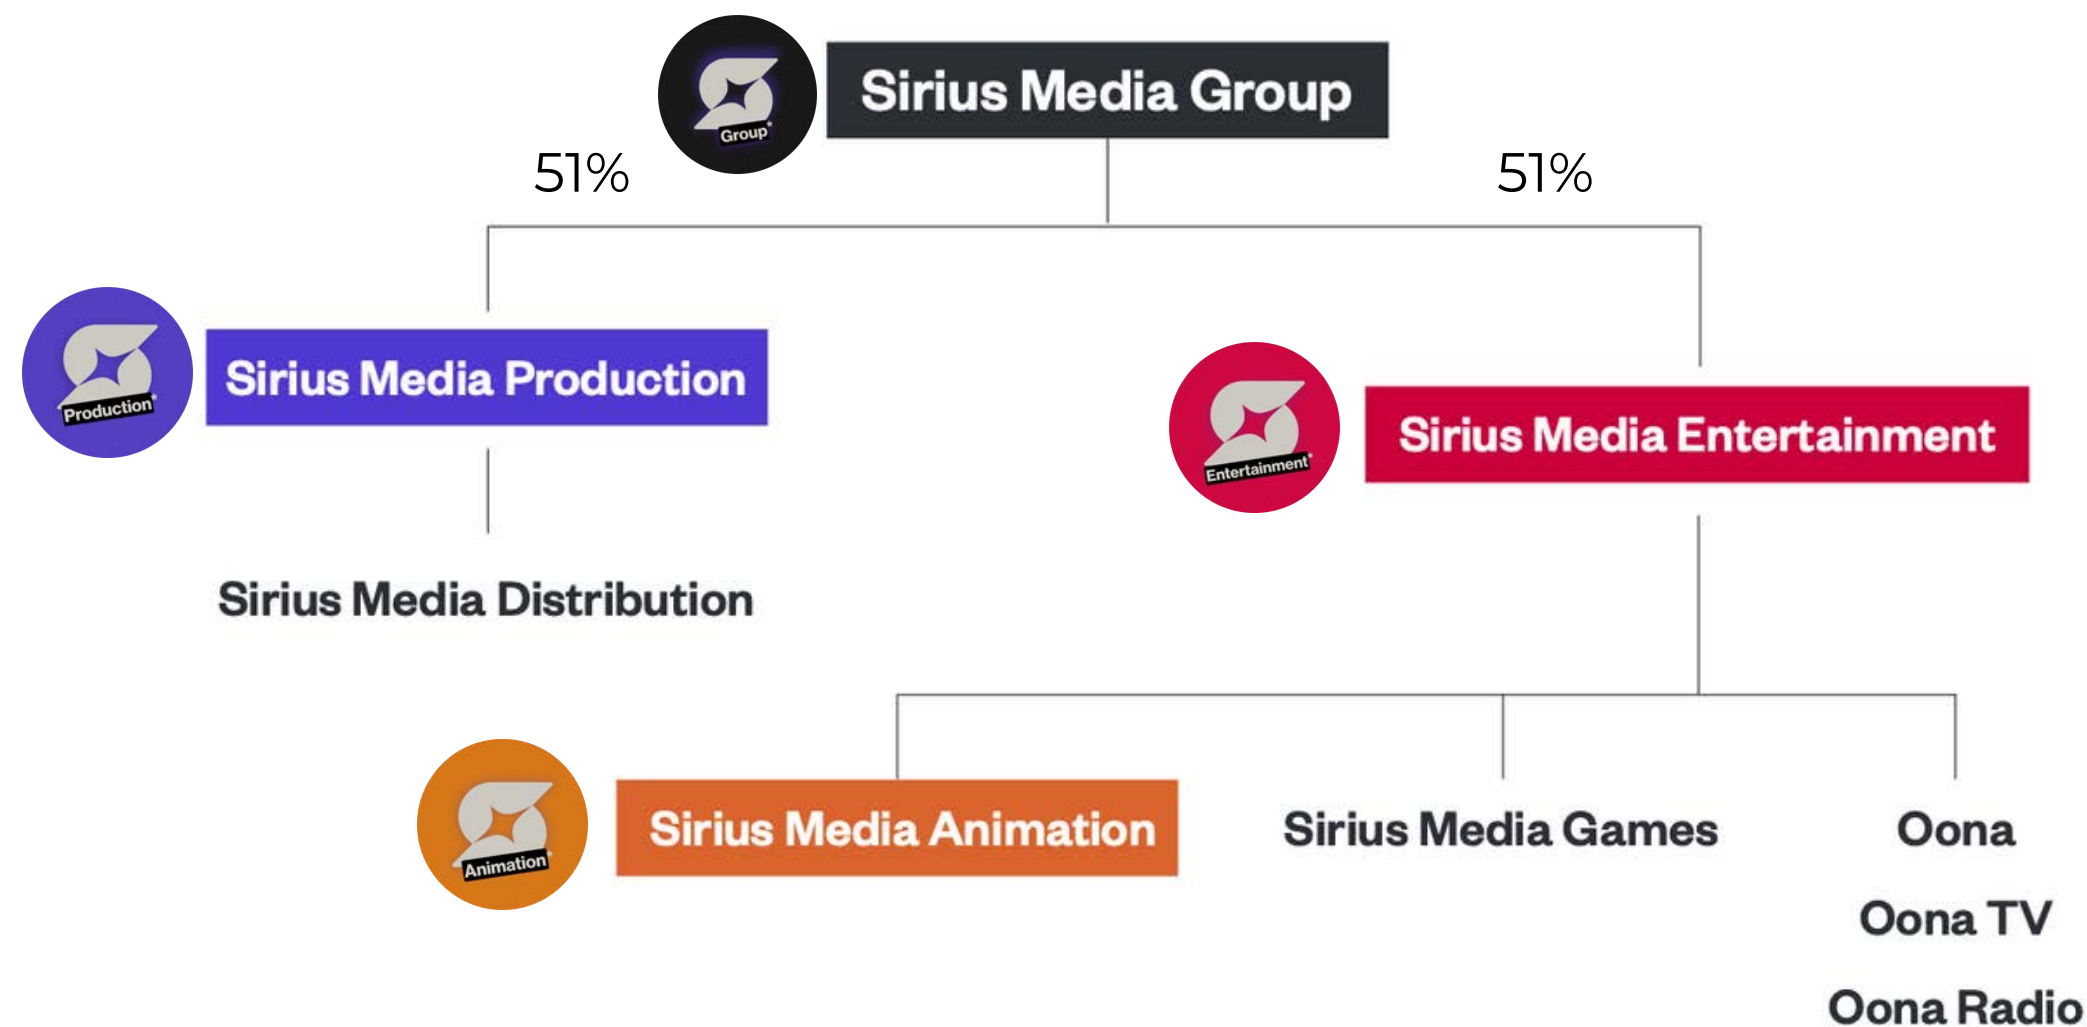 Group*
Sirius Media Group
51%
51%
Production*
Sirius Media Production
Entertainment*
Sirius Media Entertainment
Sirius Media Distribution
Animation*
Sirius Media Animation
Sirius Media Games
Oona
Oona TV
Oona Radio